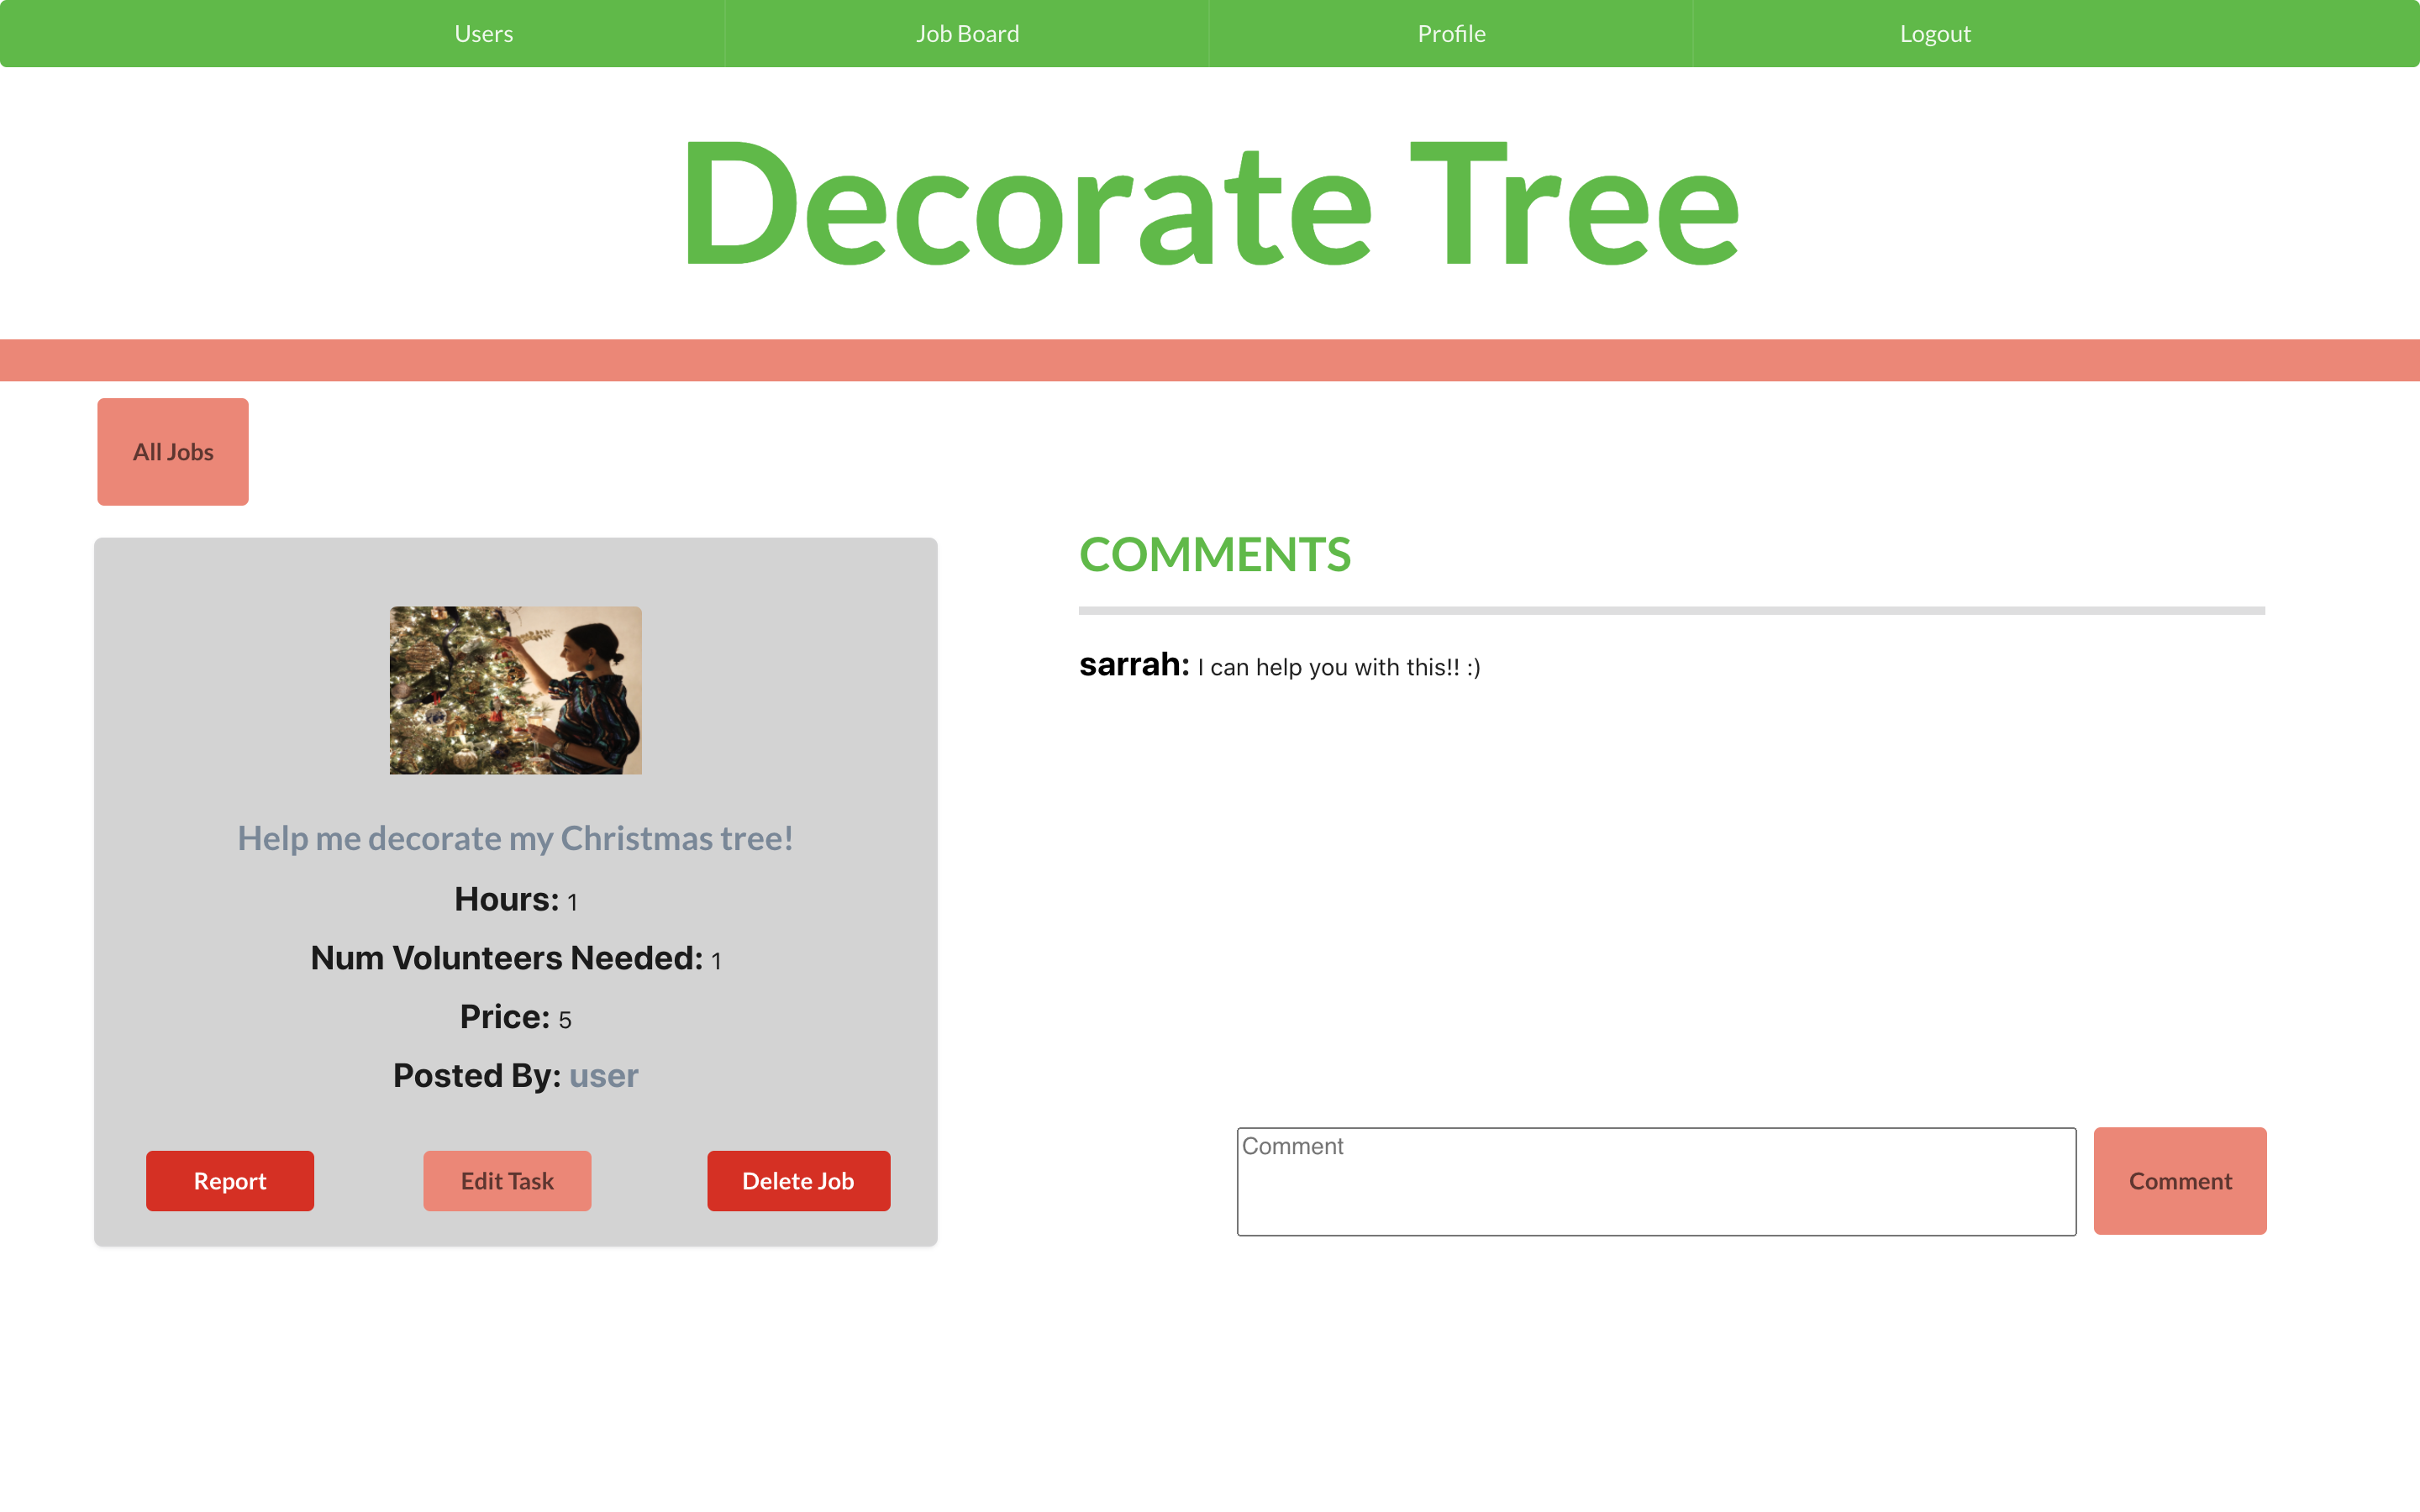 Users Job Board Profile Logout
Decorate Tree
All Jobs
Help me decorate my Christmas tree!
Hours: 1
Num Volunteers Needed: 1
Price: 5
Posted By: user
Report Edit Task Delete Job
COMMENTS
sarrah: I can help you with this!! :)
Comment
Comment